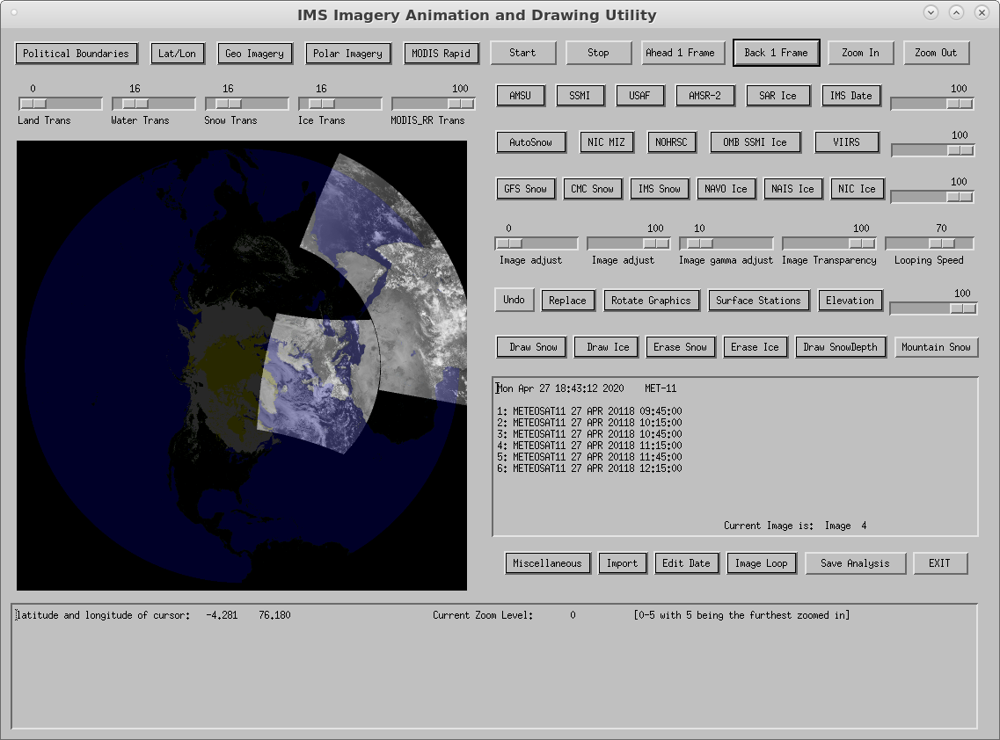 IMS Imagery Animation and Drawing Utility
Political Boundaries Lat/Lon Geo Imagery Polar Imagery MODIS Rapid Start Stop Ahead 1 Frame Back 1 Frame Zoom In Zoom Out
0 16 16 16 100
Land Trans Water Trans Snow Trans Ice Trans MODIS_RR Trans
AMSU SSMI USAF AMSR-2 SAR Ice IMS Date 100
AutoSnow NIC MIZ NOHRSC OMB SSMI Ice VIIRS 100
GFS Snow CMC Snow IMS Snow NAVO Ice NAIS Ice NIC Ice 100
0 100 10 100 70
Image adjust Image adjust Image gamma adjust Image Transparency Looping Speed
Undo Replace Rotate Graphics Surface Stations Elevation 100
Draw Snow Draw Ice Erase Snow Erase Ice Draw SnowDepth Mountain Snow
Mon Apr 27 18:43:12 2020 MET-11
1: METEOSAT11 27 APR 20118 09:45:00
2: METEOSAT11 27 APR 20118 10:15:00
3: METEOSAT11 27 APR 20118 10:45:00
4: METEOSAT11 27 APR 20118 11:15:00
5: METEOSAT11 27 APR 20118 11:45:00
6: METEOSAT11 27 APR 20118 12:15:00
Current Image is: Image 4
Miscellaneous Import Edit Date Image Loop Save Analysis EXIT
latitude and longitude of cursor: -4.281 76.180 Current Zoom Level: 0 [0-5 with 5 being the furthest zoomed in]